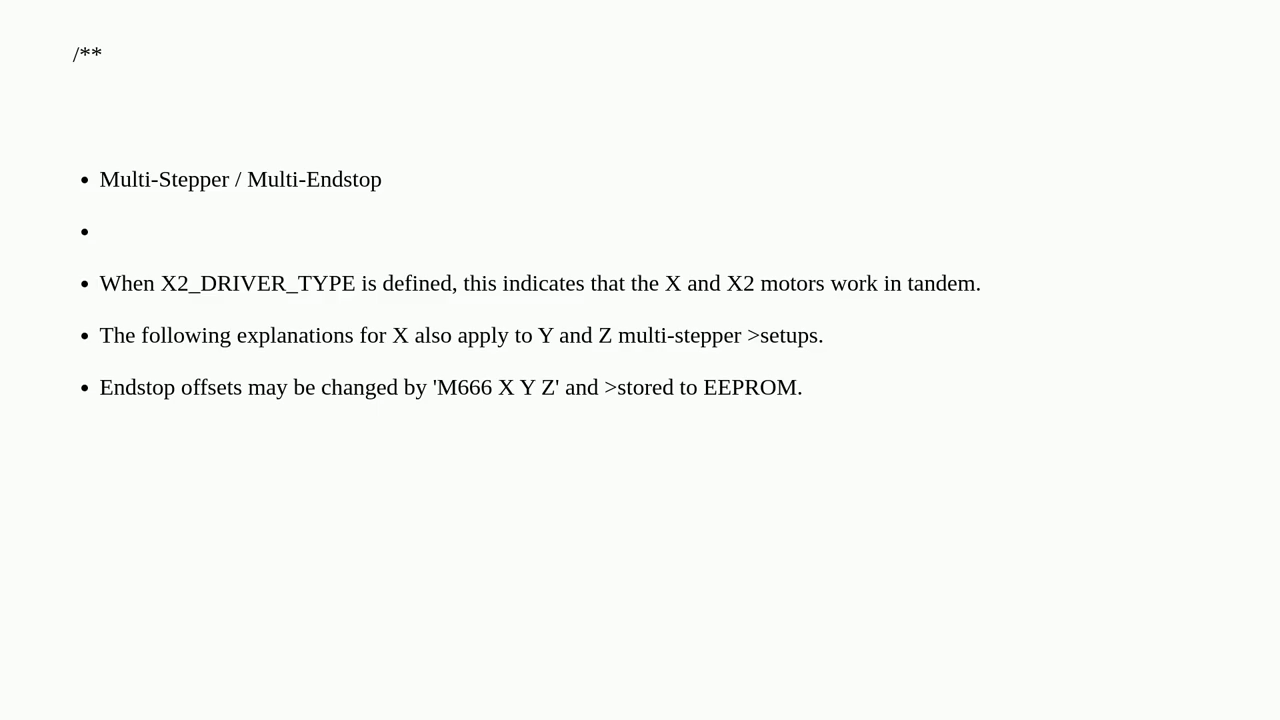 /**
• Multi-Stepper / Multi-Endstop
•
• When X2_DRIVER_TYPE is defined, this indicates that the X and X2 motors work in tandem.
• The following explanations for X also apply to Y and Z multi-stepper >setups.
• Endstop offsets may be changed by 'M666 X Y Z' and >stored to EEPROM.